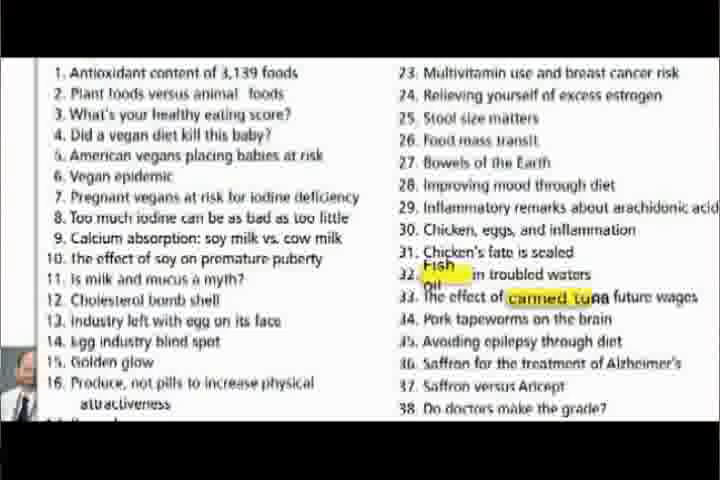 1. Antioxidant content of 3,139 foods
2. Plant foods versus animal foods
3. What's your healthy eating score?
4. Did a vegan diet kill this baby?
5. American vegans placing babies at risk
6. Vegan epidemic
7. Pregnant vegans at risk for iodine deficiency
8. Too much iodine can be as bad as too little
9. Calcium absorption: soy milk vs. cow milk
10. The effect of soy on premature puberty
11. Is milk and mucus a myth?
12. Cholesterol bomb shell
13. Industry left with egg on its face
14. Egg industry blind spot
15. Golden glow
16. Produce, not pills to increase physical
attractiveness
23. Multivitamin use and breast cancer risk
24. Relieving yourself of excess estrogen
25. Stool size matters
26. Food mass transit
27. Bowels of the Earth
28. Improving mood through diet
29. Inflammatory remarks about arachidonic acid
30. Chicken, eggs, and inflammation
31. Chicken's fate is sealed
32. Fish Oil in troubled waters
33. The effect of canned tuna future wages
34. Pork tapeworms on the brain
35. Avoiding epilepsy through diet
36. Saffron for the treatment of Alzheimer's
37. Saffron versus Aricept
38. Do doctors make the grade?